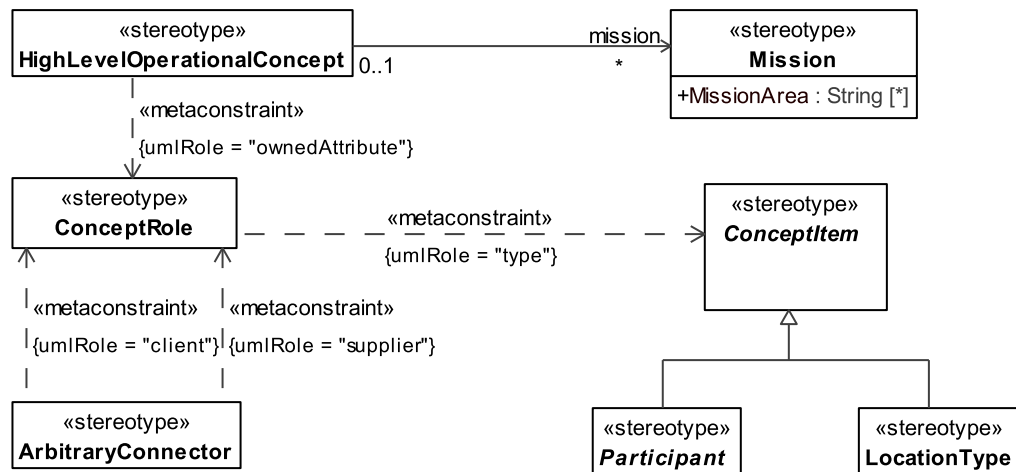 «stereotype»
HighLevelOperationalConcept
mission
0..1
*
«stereotype»
Mission
+MissionArea : String [*]
«metaconstraint»
{umlRole = "ownedAttribute"}
«stereotype»
ConceptRole
«metaconstraint»
{umlRole = "type"}
«stereotype»
ConceptItem
«metaconstraint»
{umlRole = "client"}
«metaconstraint»
{umlRole = "supplier"}
«stereotype»
ArbitraryConnector
«stereotype»
Participant
«stereotype»
LocationType